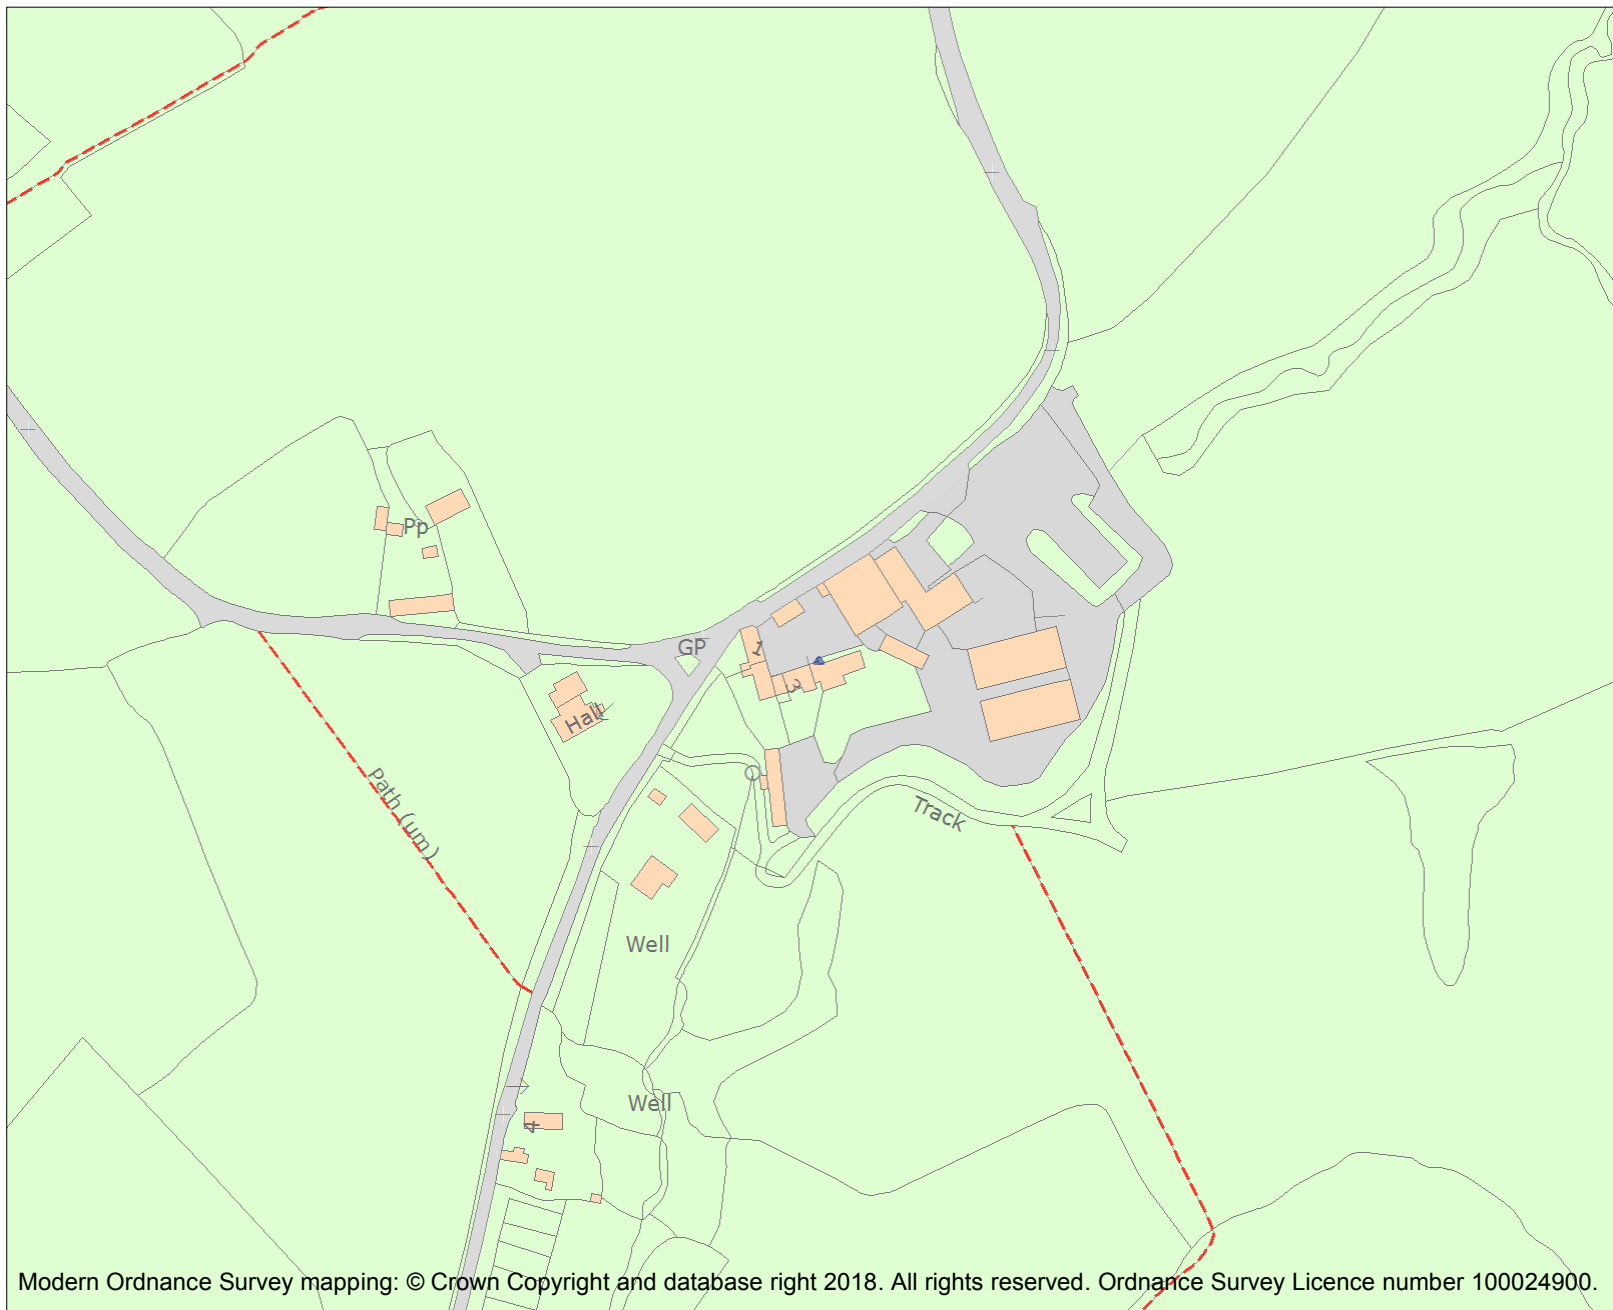 Pp
GP
1
3
Hall
Path (um)
Track
Well
Well
4
Modern Ordnance Survey mapping: © Crown Copyright and database right 2018. All rights reserved. Ordnance Survey Licence number 100024900.